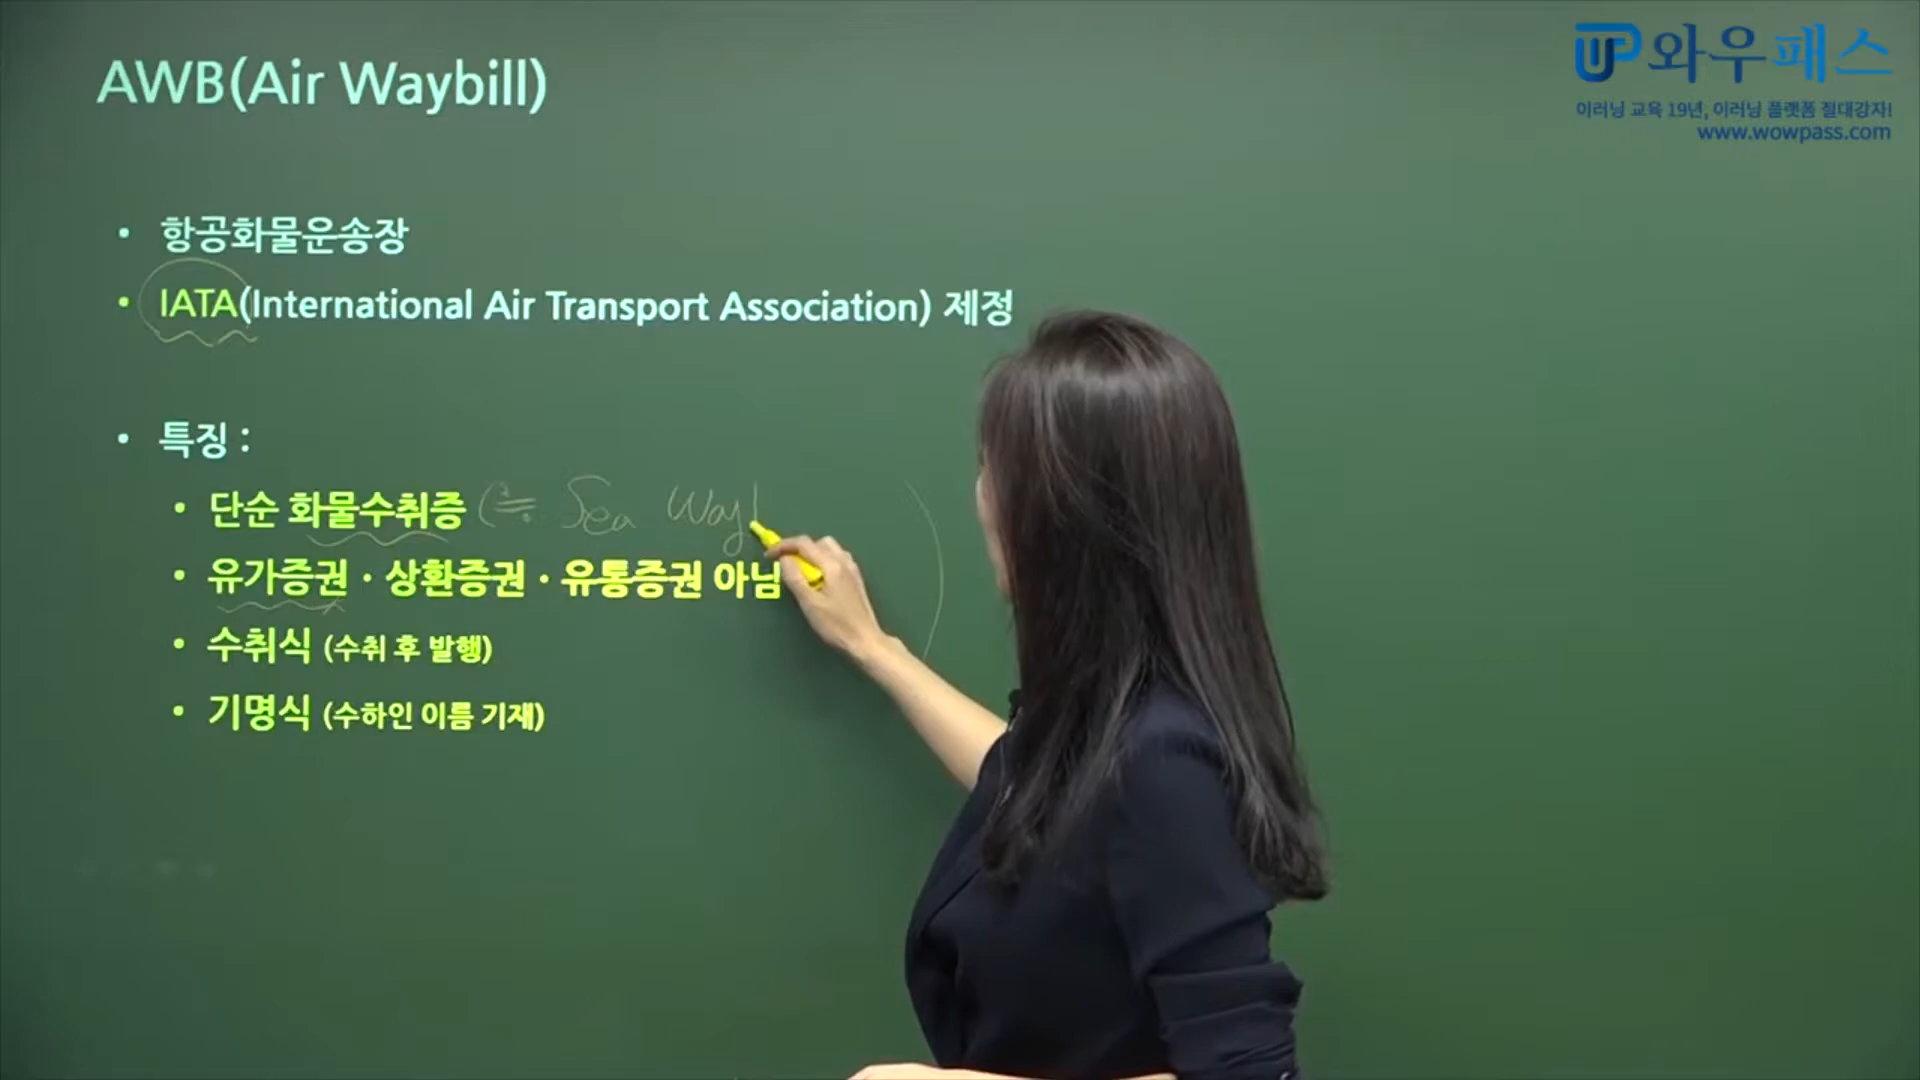 AWB(Air Waybill)
와우패스
이러닝 교육 19년, 이러닝 플랫폼 절대강자!
www.wowpass.com
• 항공화물운송장
• IATA(International Air Transport Association) 제정
• 특징 :
• 단순 화물수취증 (≒ Sea Wayb
• 유가증권 · 상환증권 · 유통증권 아님
• 수취식 (수취 후 발행)
• 기명식 (수하인 이름 기재)